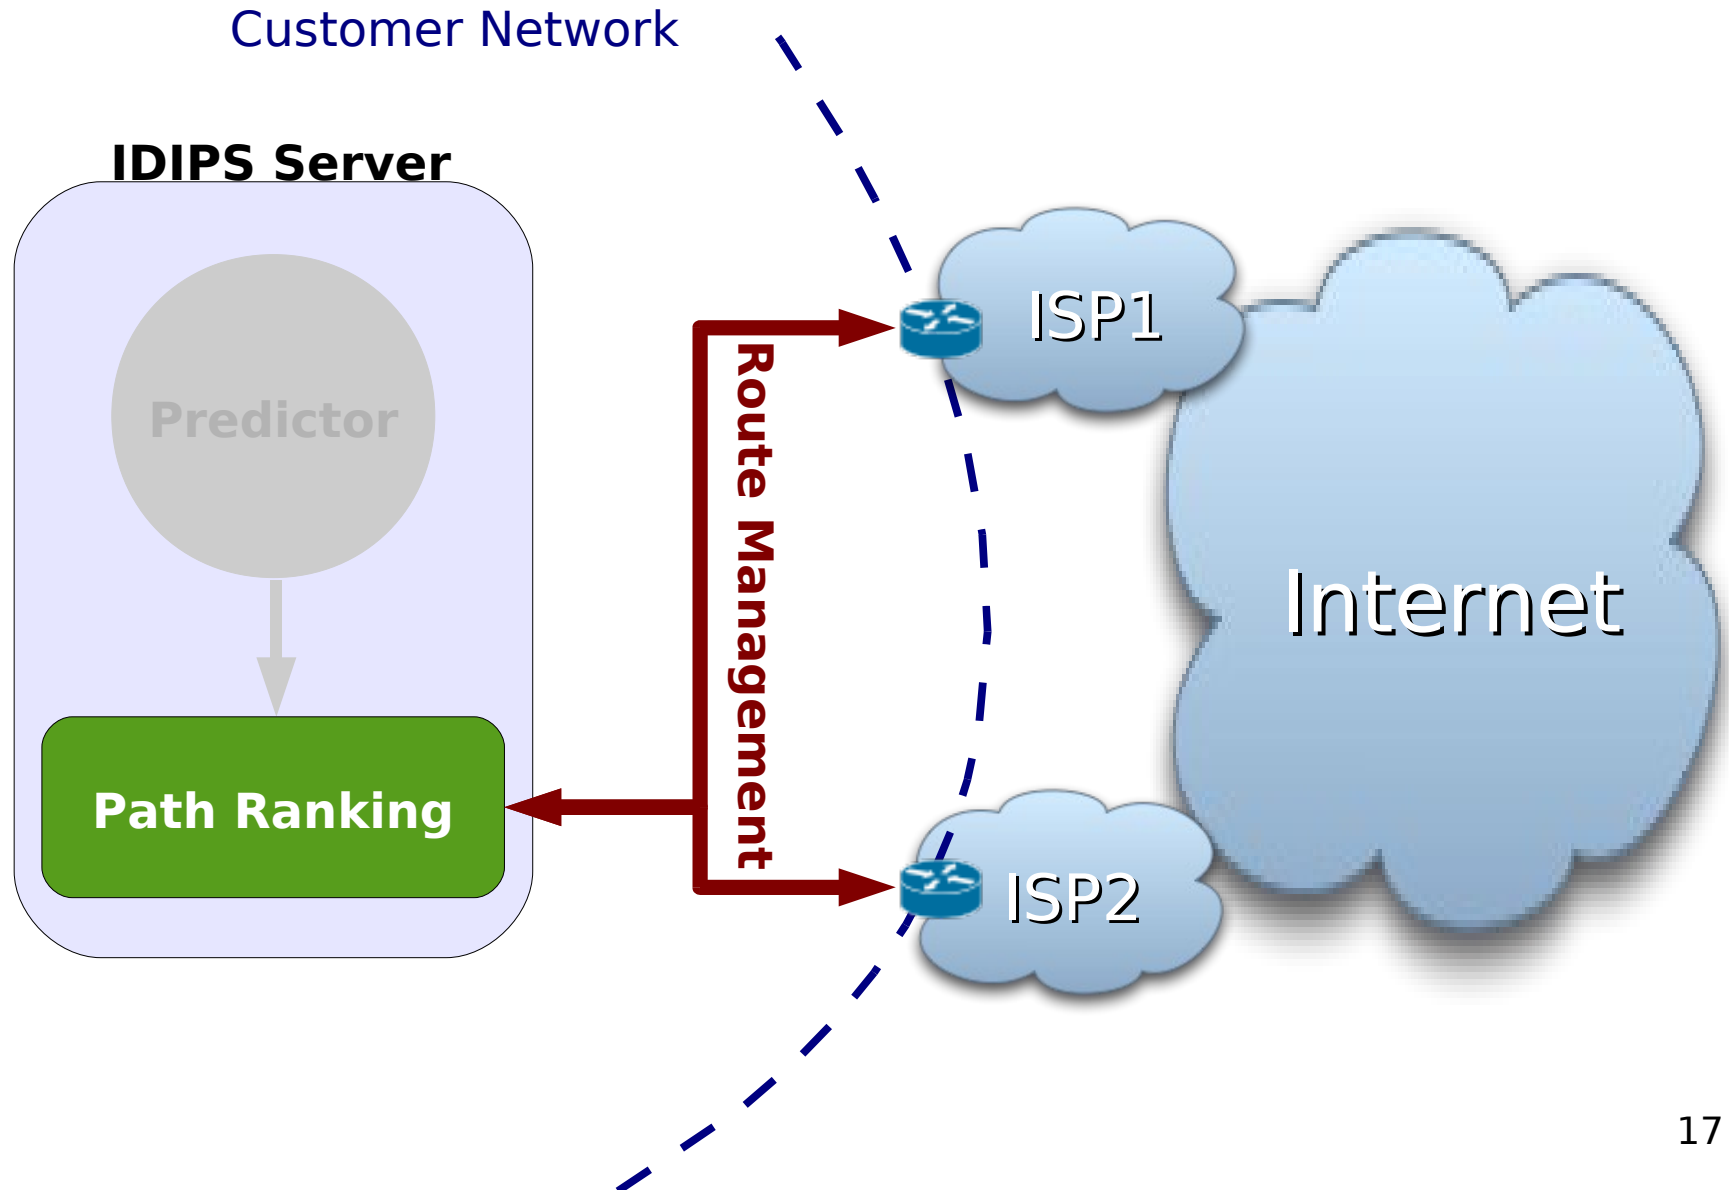 Customer Network
IDIPS Server
Predictor
Path Ranking
Route Management
ISP1
ISP2
Internet
17